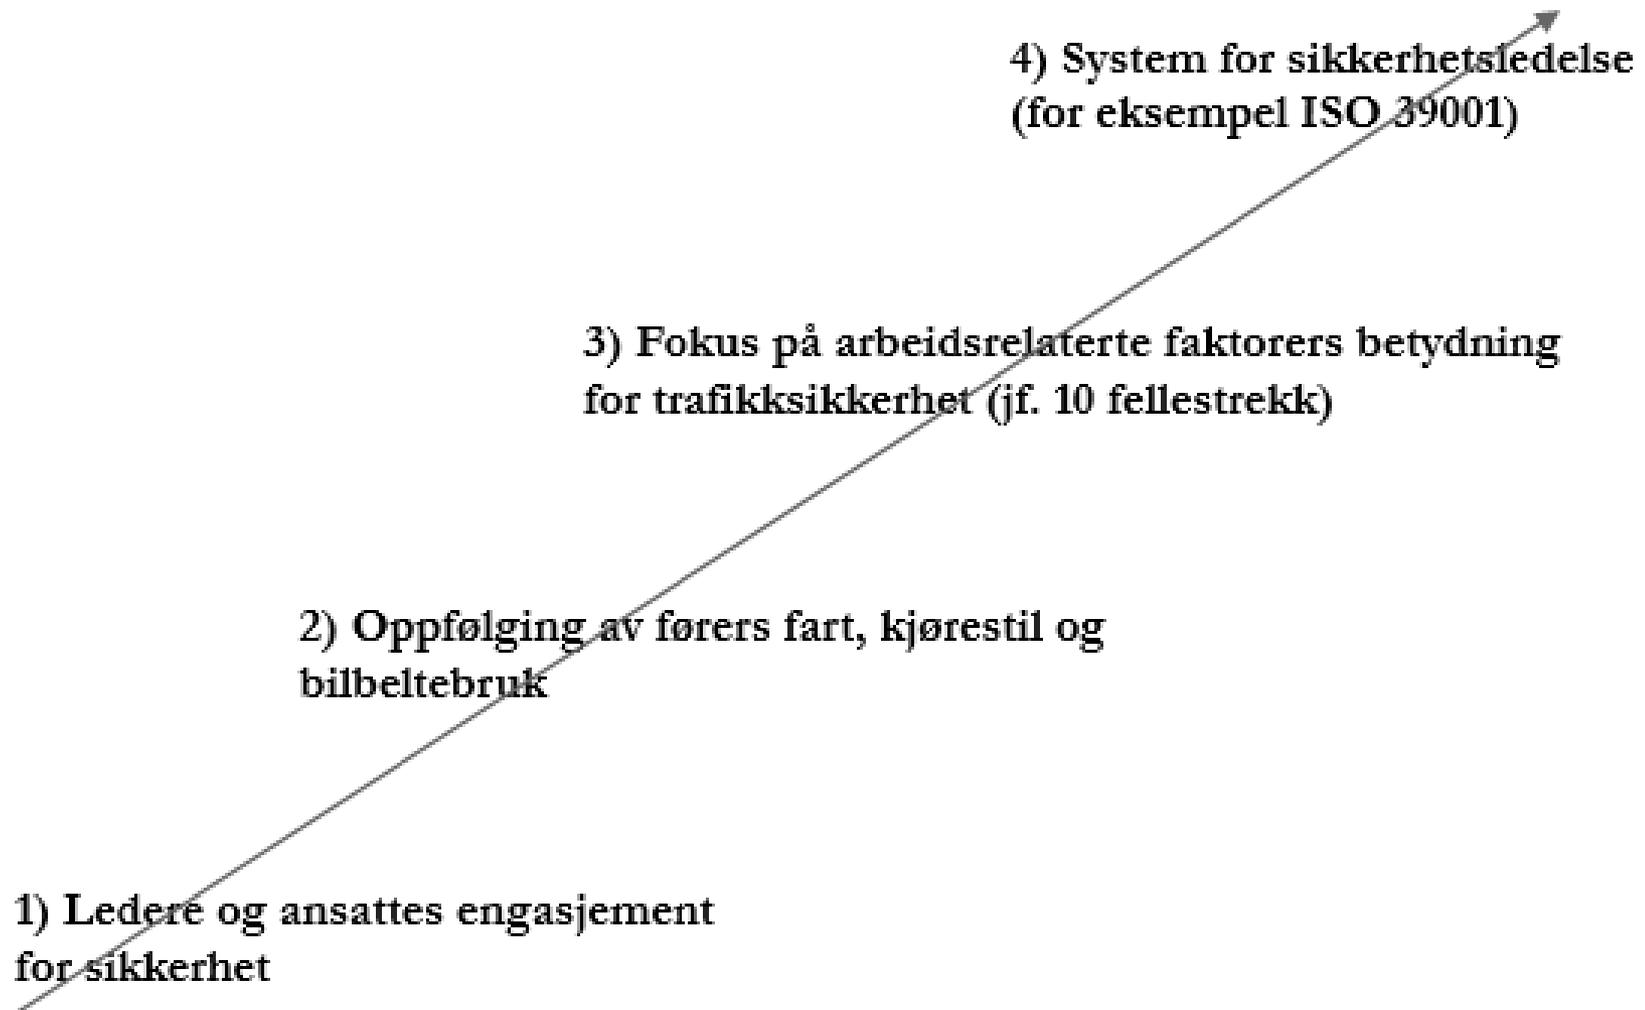 4) System for sikkerhetsledelse
(for eksempel ISO 39001)
3) Fokus på arbeidsrelaterte faktorers betydning
for trafikksikkerhet (jf. 10 fellestrekk)
2) Oppfølging av førers fart, kjørestil og
bilbeltebruk
1) Ledere og ansattes engasjement
for sikkerhet